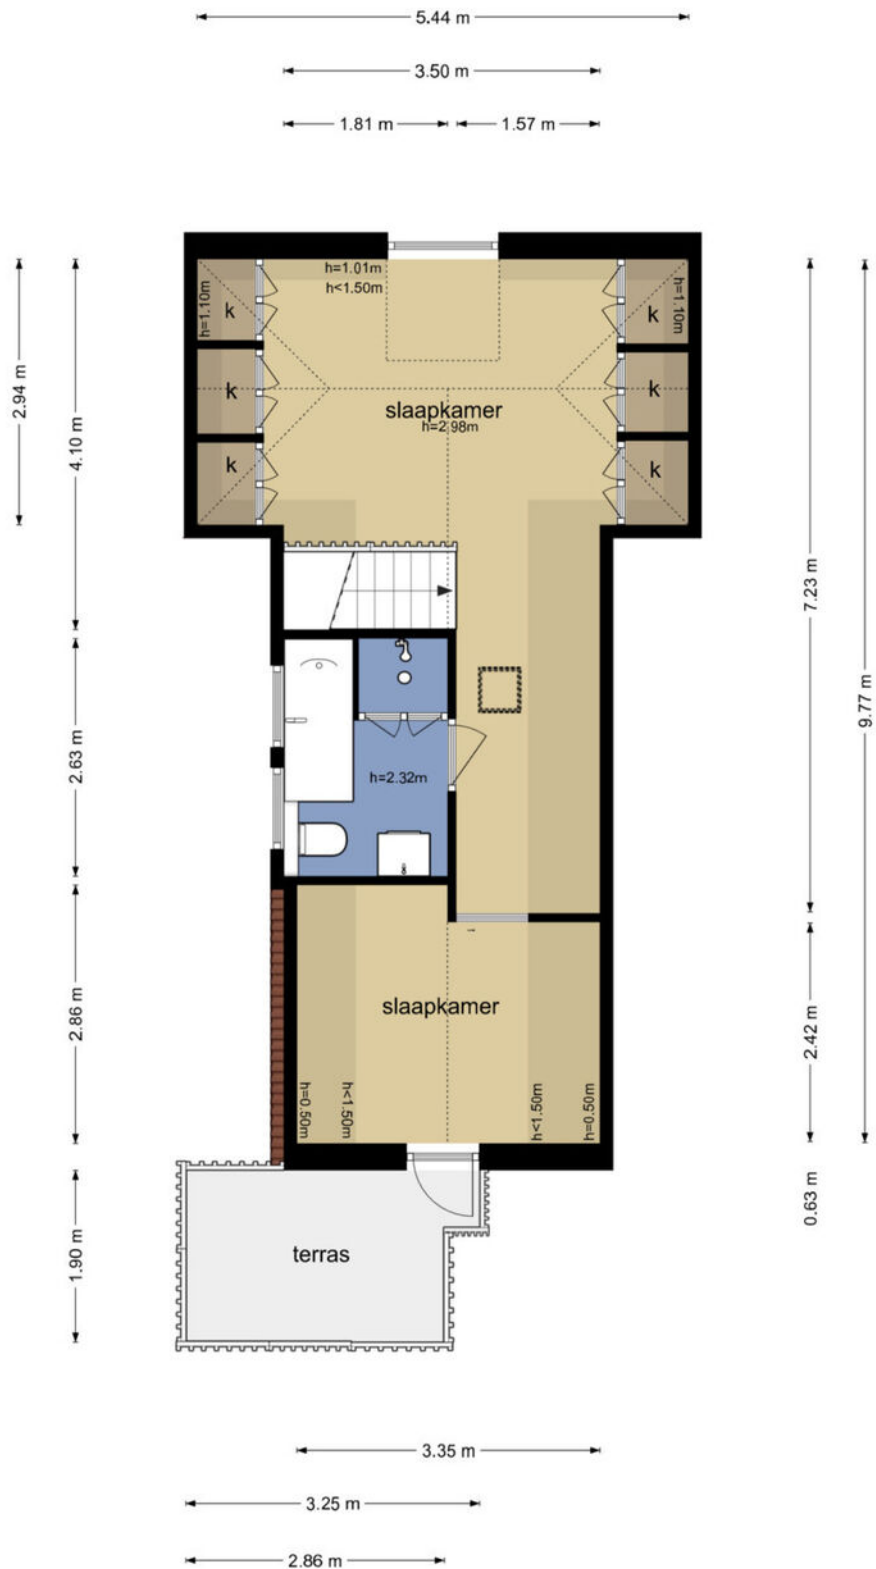 5.44 m
3.50 m
1.81 m
1.57 m
h=1.01m
h<1.50m
h=1.10m
k
k
k
h=1.10m
k
k
k
slaapkamer
h=2.98m
2.94 m
4.10 m
7.23 m
9.77 m
2.63 m
h=2.32m
2.86 m
slaapkamer
2.42 m
h=0.50m
h<1.50m
h<1.50m
h=0.50m
0.63 m
1.90 m
terras
3.35 m
3.25 m
2.86 m